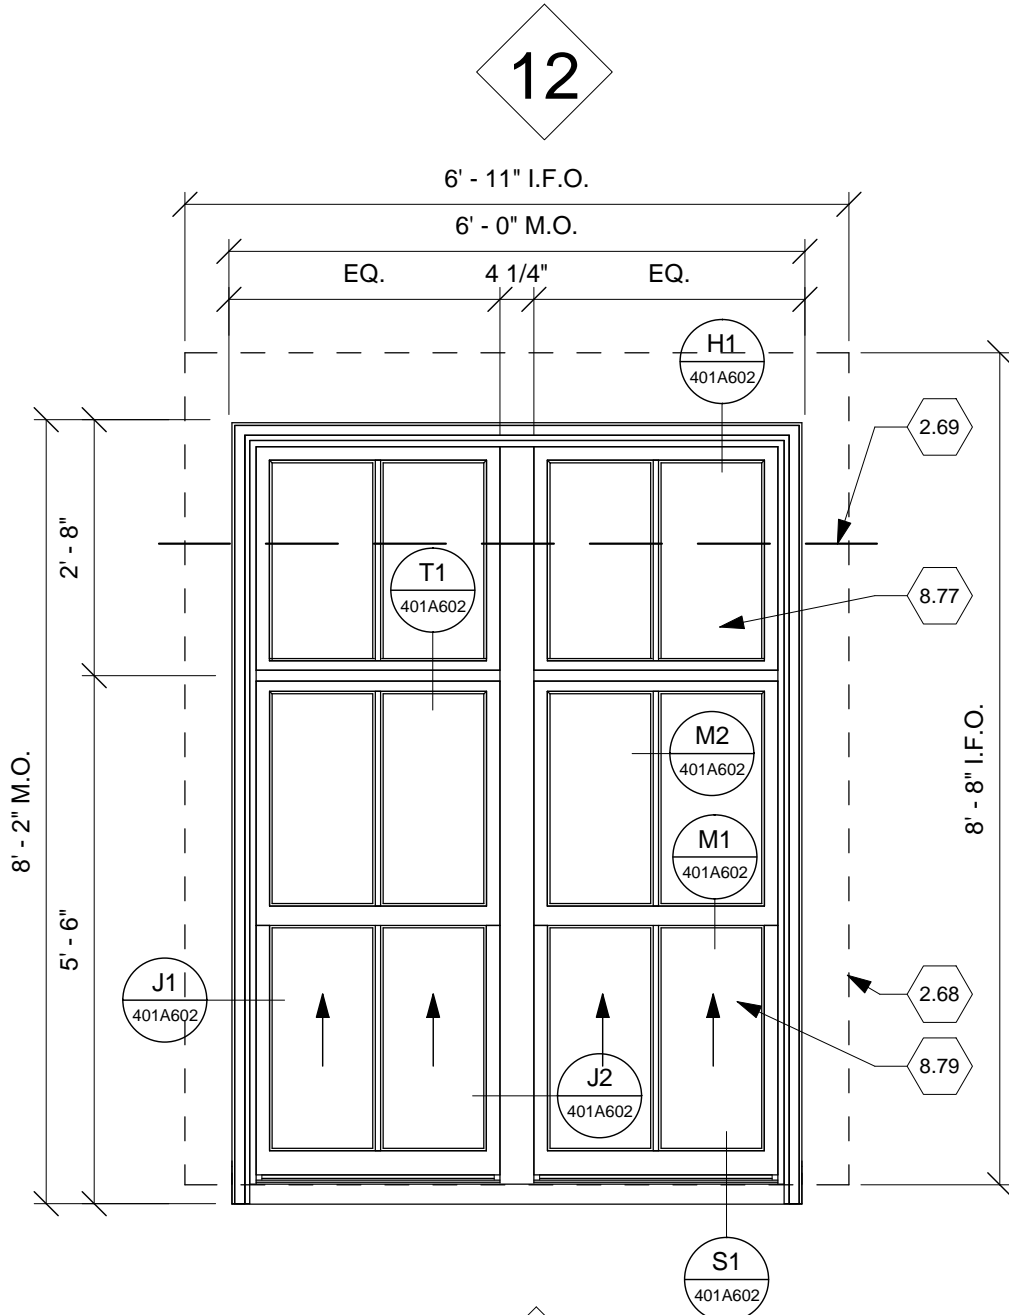 12
6' - 11" I.F.O.
6' - 0" M.O.
EQ. 4 1/4" EQ.
H1
401A602
2.69
2' - 8"
T1
401A602
8.77
M2
401A602
8' - 2" M.O.
8' - 8" I.F.O.
M1
401A602
5' - 6"
J1
401A602
2.68
8.79
J2
401A602
S1
401A602